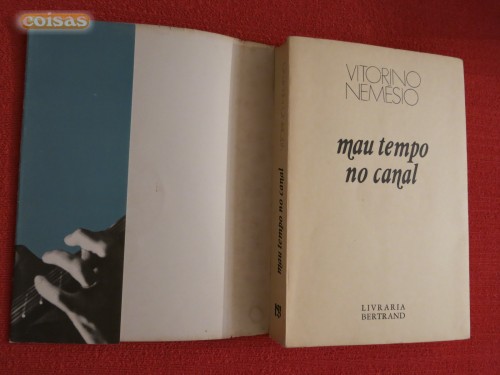 coisas
VITORINO
NEMÉSIO
mau tempo
no canal
LIVRARIA
BERTRAND
mau tempo no canal